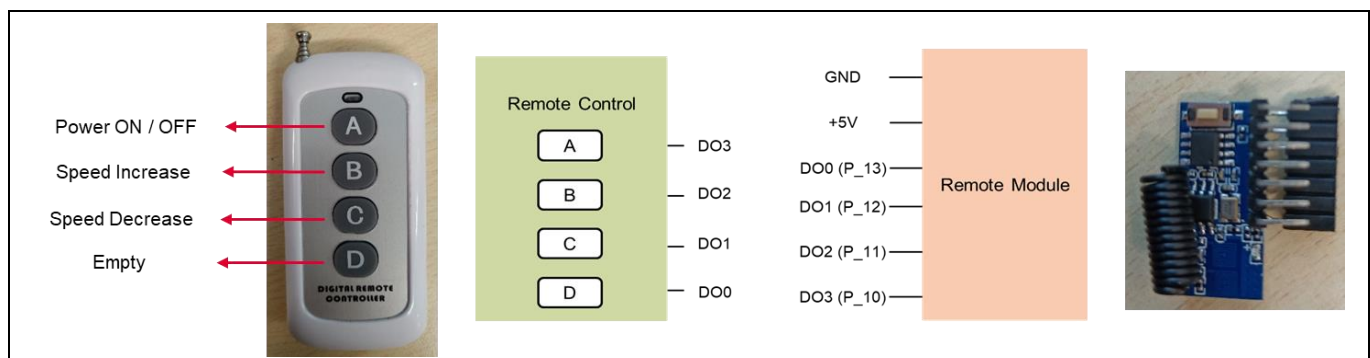 Power ON / OFF
Speed Increase
Speed Decrease
Empty
A
B
C
D
DIGITAL REMOTE
CONTROLLER
Remote Control
A
DO3
B
DO2
C
DO1
D
DO0
GND
+5V
DO0 (P_13)
DO1 (P_12)
DO2 (P_11)
DO3 (P_10)
Remote Module